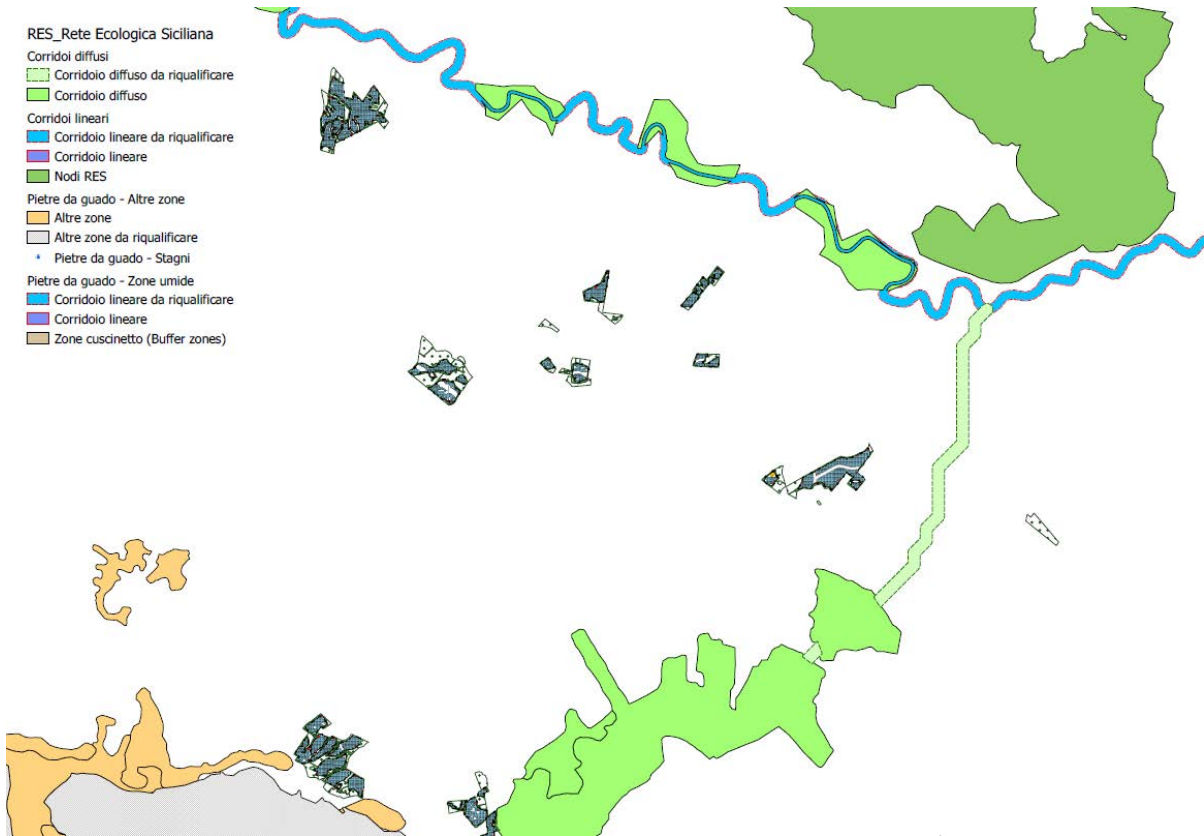 RES_Rete Ecologica Siciliana
Corridoi diffusi
Corridoio diffuso da riqualificare
Corridoio diffuso
Corridoi lineari
Corridoio lineare da riqualificare
Corridoio lineare
Nodi RES
Pietre da guado - Altre zone
Altre zone
Altre zone da riqualificare
Pietre da guado - Stagni
Pietre da guado - Zone umide
Corridoio lineare da riqualificare
Corridoio lineare
Zone cuscinetto (Buffer zones)